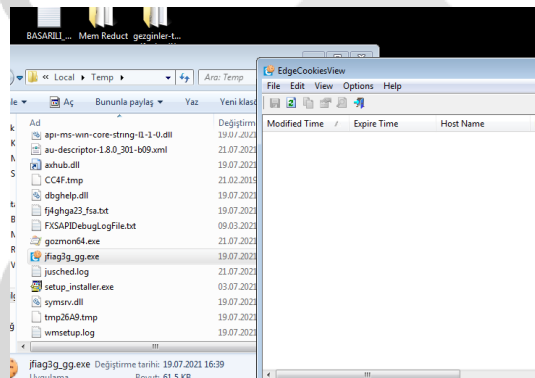 BASARILI_... Mem Reduct gezginler-t...
« Local ▸ Temp ▸
Ara: Temp
Aç Bununla paylaş Yaz Yeni klasö
Ad Değiştirm
api-ms-win-core-string-l1-1-0.dll 19.07.2021
au-descriptor-1.8.0_301-b09.xml 21.07.2021
axhub.dll 19.07.2021
CC4F.tmp 21.02.2019
dbghelp.dll 19.07.2021
fj4ghga23_fsa.txt 19.07.2021
FXSAPIDebugLogFile.txt 09.03.2021
gozmon64.exe 21.07.2021
jfiag3g_gg.exe 19.07.2021
jusched.log 21.07.2021
setup_installer.exe 03.07.2021
symsrv.dll 19.07.2021
tmp26A9.tmp 19.07.2021
wmsetup.log 19.07.2021
jfiag3g_gg.exe Değiştirme tarihi: 19.07.2021 16:39
Uygulama Boyut: 61,5 KB
EdgeCookiesView
File Edit View Options Help
Modified Time / Expire Time Host Name